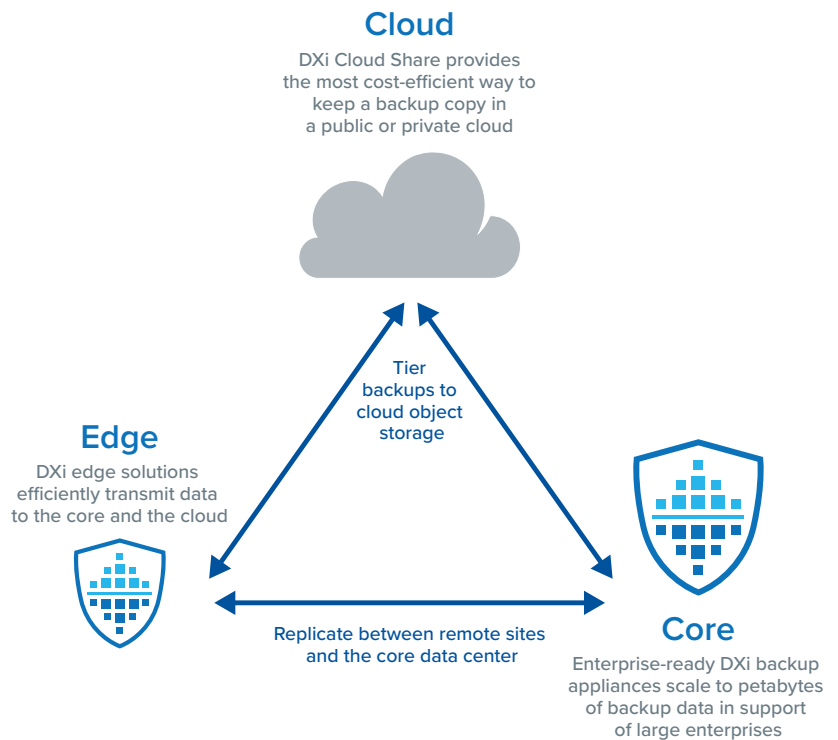 Cloud
DXi Cloud Share provides
the most cost-efficient way to
keep a backup copy in
a public or private cloud
Tier
backups to
cloud object
storage
Edge
DXi edge solutions
efficiently transmit data
to the core and the cloud
Replicate between remote sites
and the core data center
Core
Enterprise-ready DXi backup
appliances scale to petabytes
of backup data in support
of large enterprises